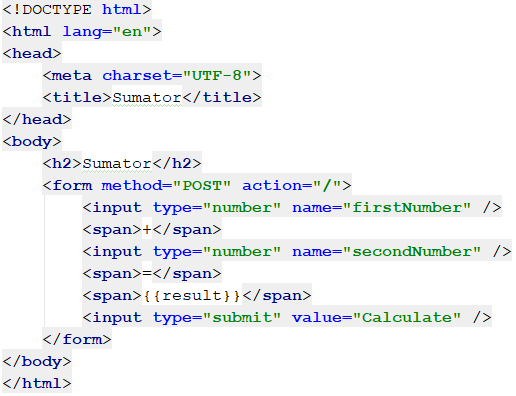 <!DOCTYPE html>
<html lang="en">
<head>
    <meta charset="UTF-8">
    <title>Sumator</title>
</head>
<body>
    <h2>Sumator</h2>
    <form method="POST" action="/">
        <input type="number" name="firstNumber" />
        <span>+</span>
        <input type="number" name="secondNumber" />
        <span>=</span>
        <span>{{result}}</span>
        <input type="submit" value="Calculate" />
    </form>
</body>
</html>